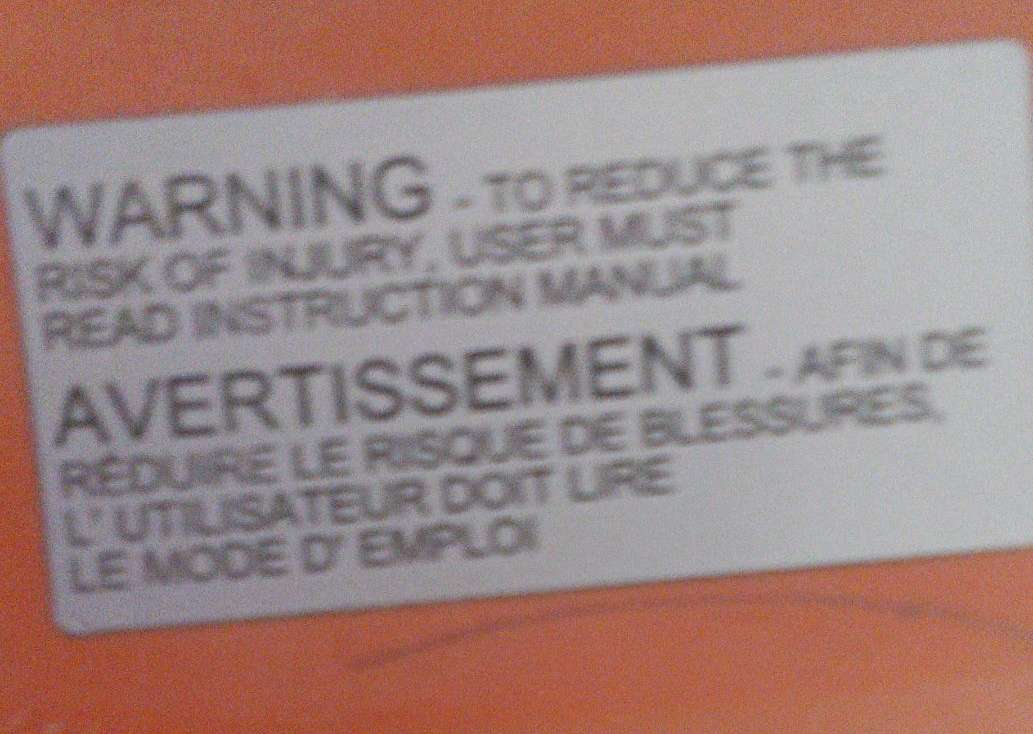 WARNING - TO REDUCE THE
RISK OF INJURY, USER MUST
READ INSTRUCTION MANUAL
AVERTISSEMENT - AFIN DE
RÉDUIRE LE RISQUE DE BLESSURES,
L' UTILISATEUR DOIT LIRE
LE MODE D' EMPLOI